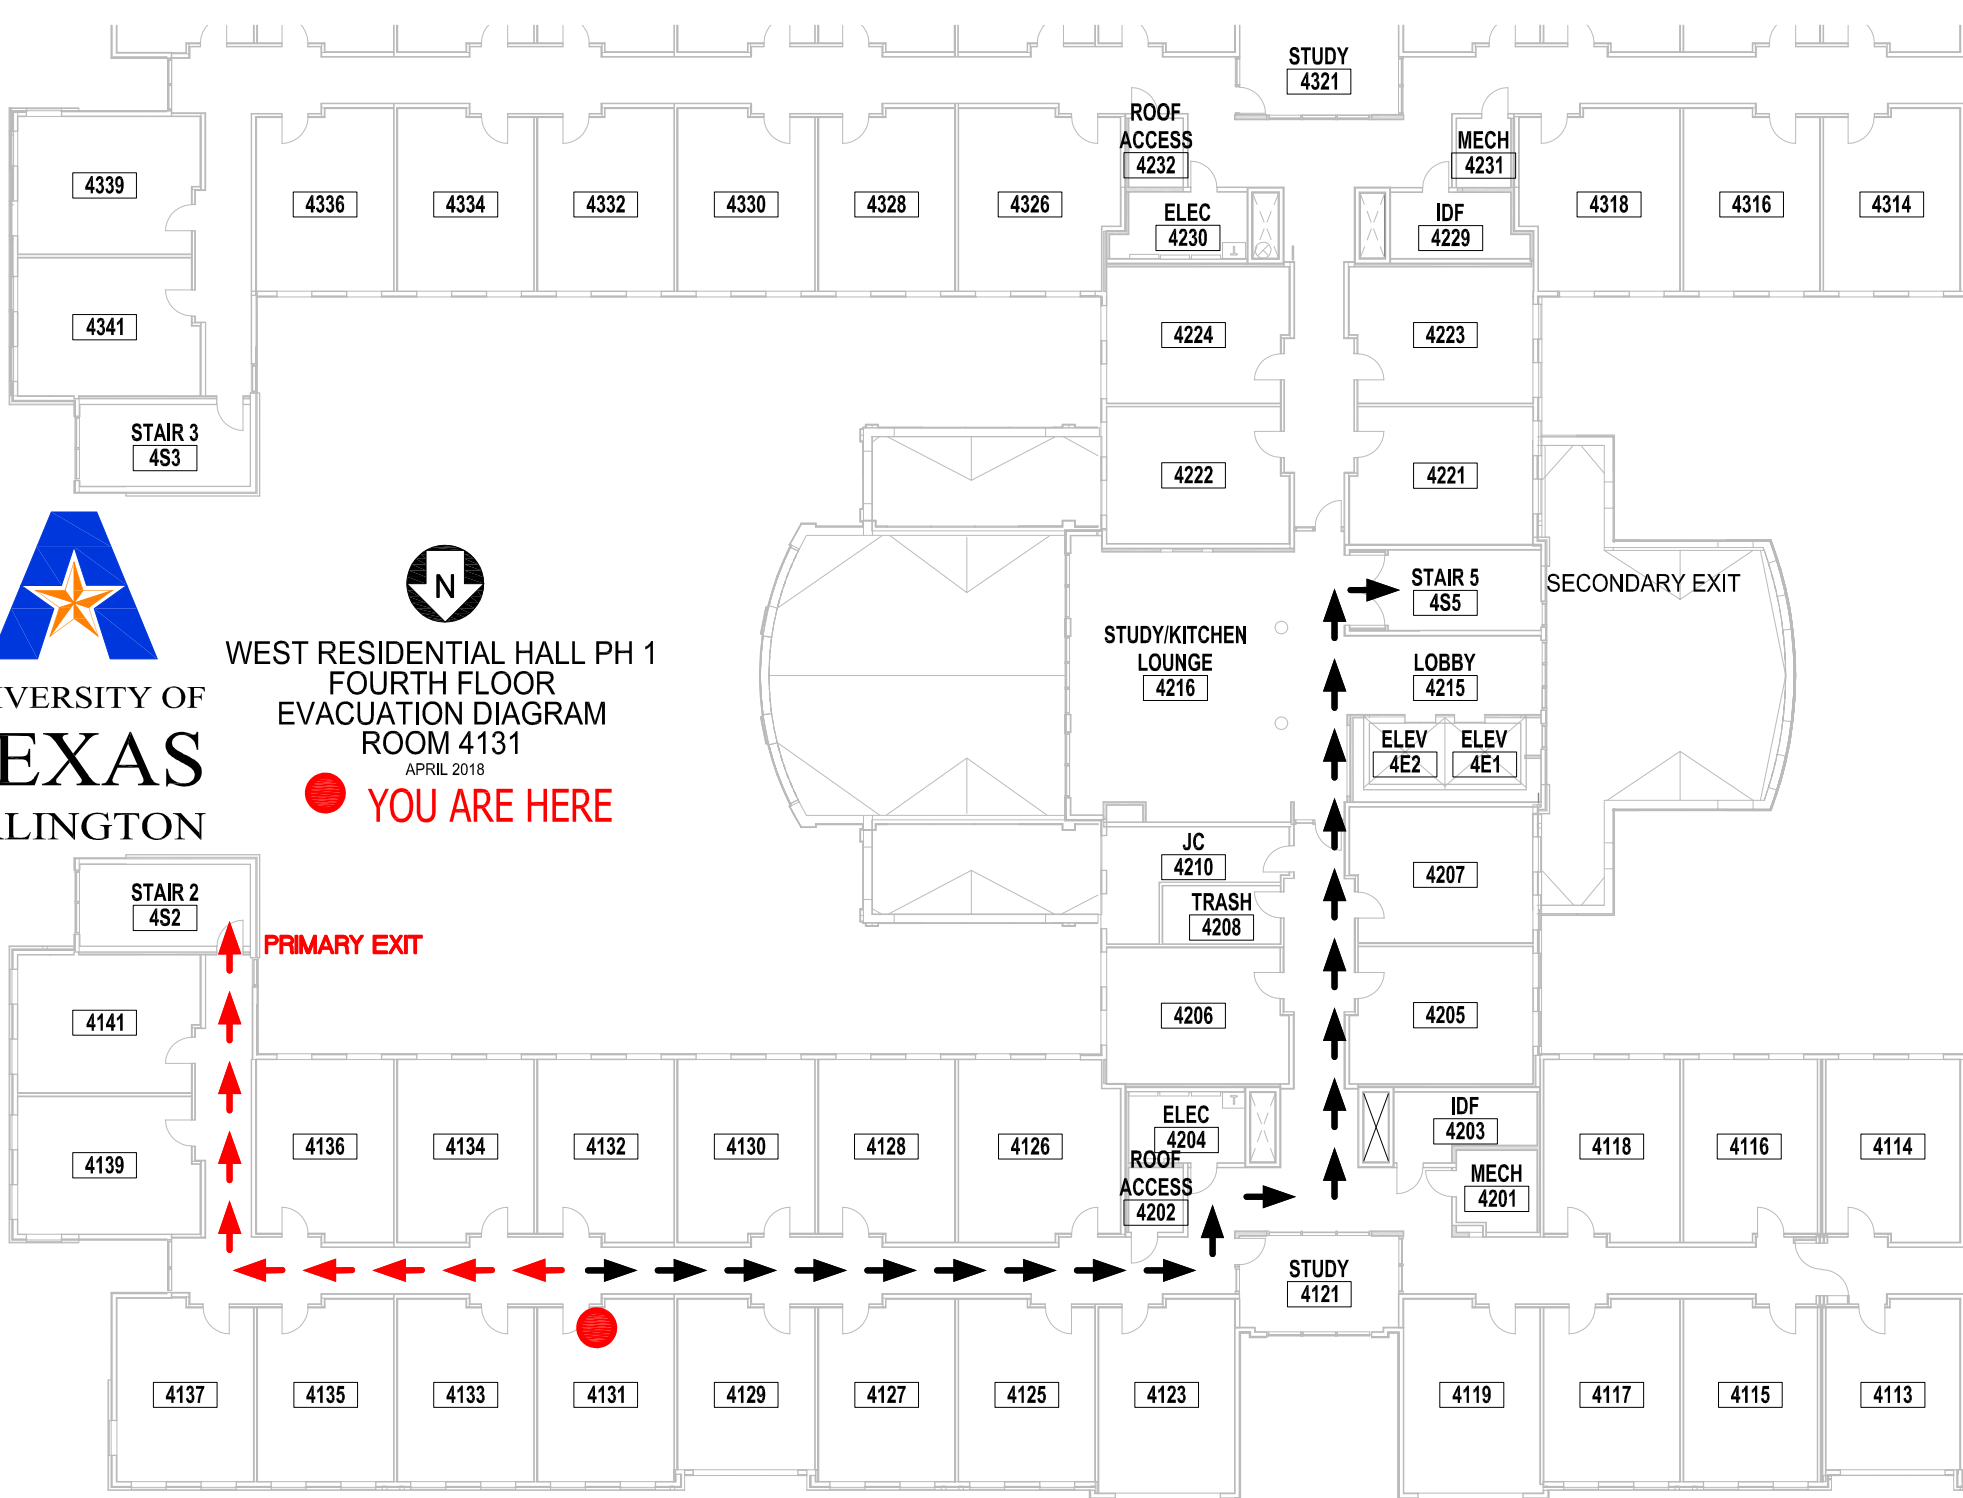 STUDY
4321
ROOF
ACCESS
4232
MECH
4231
4339
4336
4334
4332
4330
4328
4326
ELEC
4230
IDF
4229
4318
4316
4314
4341
4224
4223
STAIR 3
4S3
4222
4221
N
WEST RESIDENTIAL HALL PH 1
FOURTH FLOOR
EVACUATION DIAGRAM
ROOM 4131
APRIL 2018
YOU ARE HERE
IVERSITY OF
EXAS
RLINGTON
STAIR 5
4S5
SECONDARY EXIT
STUDY/KITCHEN
LOUNGE
4216
LOBBY
4215
ELEV
4E2
ELEV
4E1
JC
4210
4207
TRASH
4208
STAIR 2
4S2
PRIMARY EXIT
4141
4206
4205
4139
4136
4134
4132
4130
4128
4126
ELEC
4204
ROOF
ACCESS
4202
IDF
4203
MECH
4201
4118
4116
4114
STUDY
4121
4137
4135
4133
4131
4129
4127
4125
4123
4119
4117
4115
4113